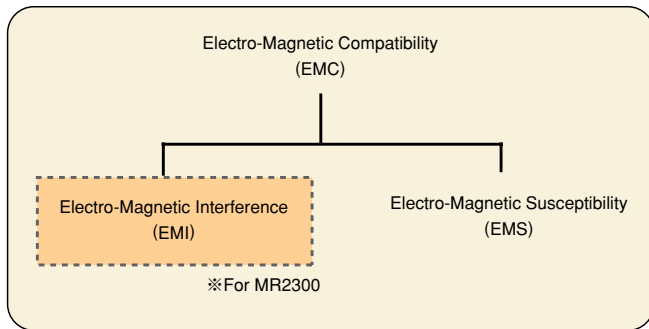 Electro-Magnetic Compatibility
(EMC)
Electro-Magnetic Interference
(EMI)
Electro-Magnetic Susceptibility
(EMS)
※For MR2300